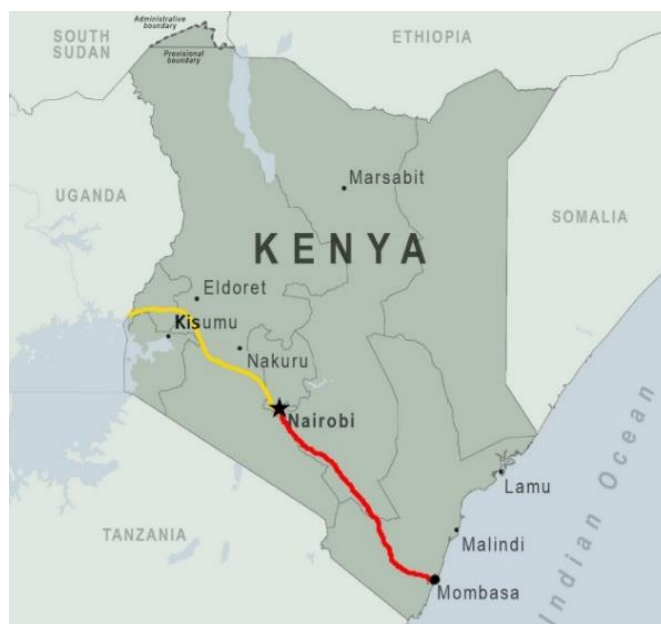 Administrative
boundary
SOUTH
SUDAN
Provisional
boundary
ETHIOPIA
UGANDA
Marsabit
SOMALIA
KENYA
Eldoret
Kisumu
Nakuru
Nairobi
Lamu
TANZANIA
Malindi
Mombasa
Indian Ocean